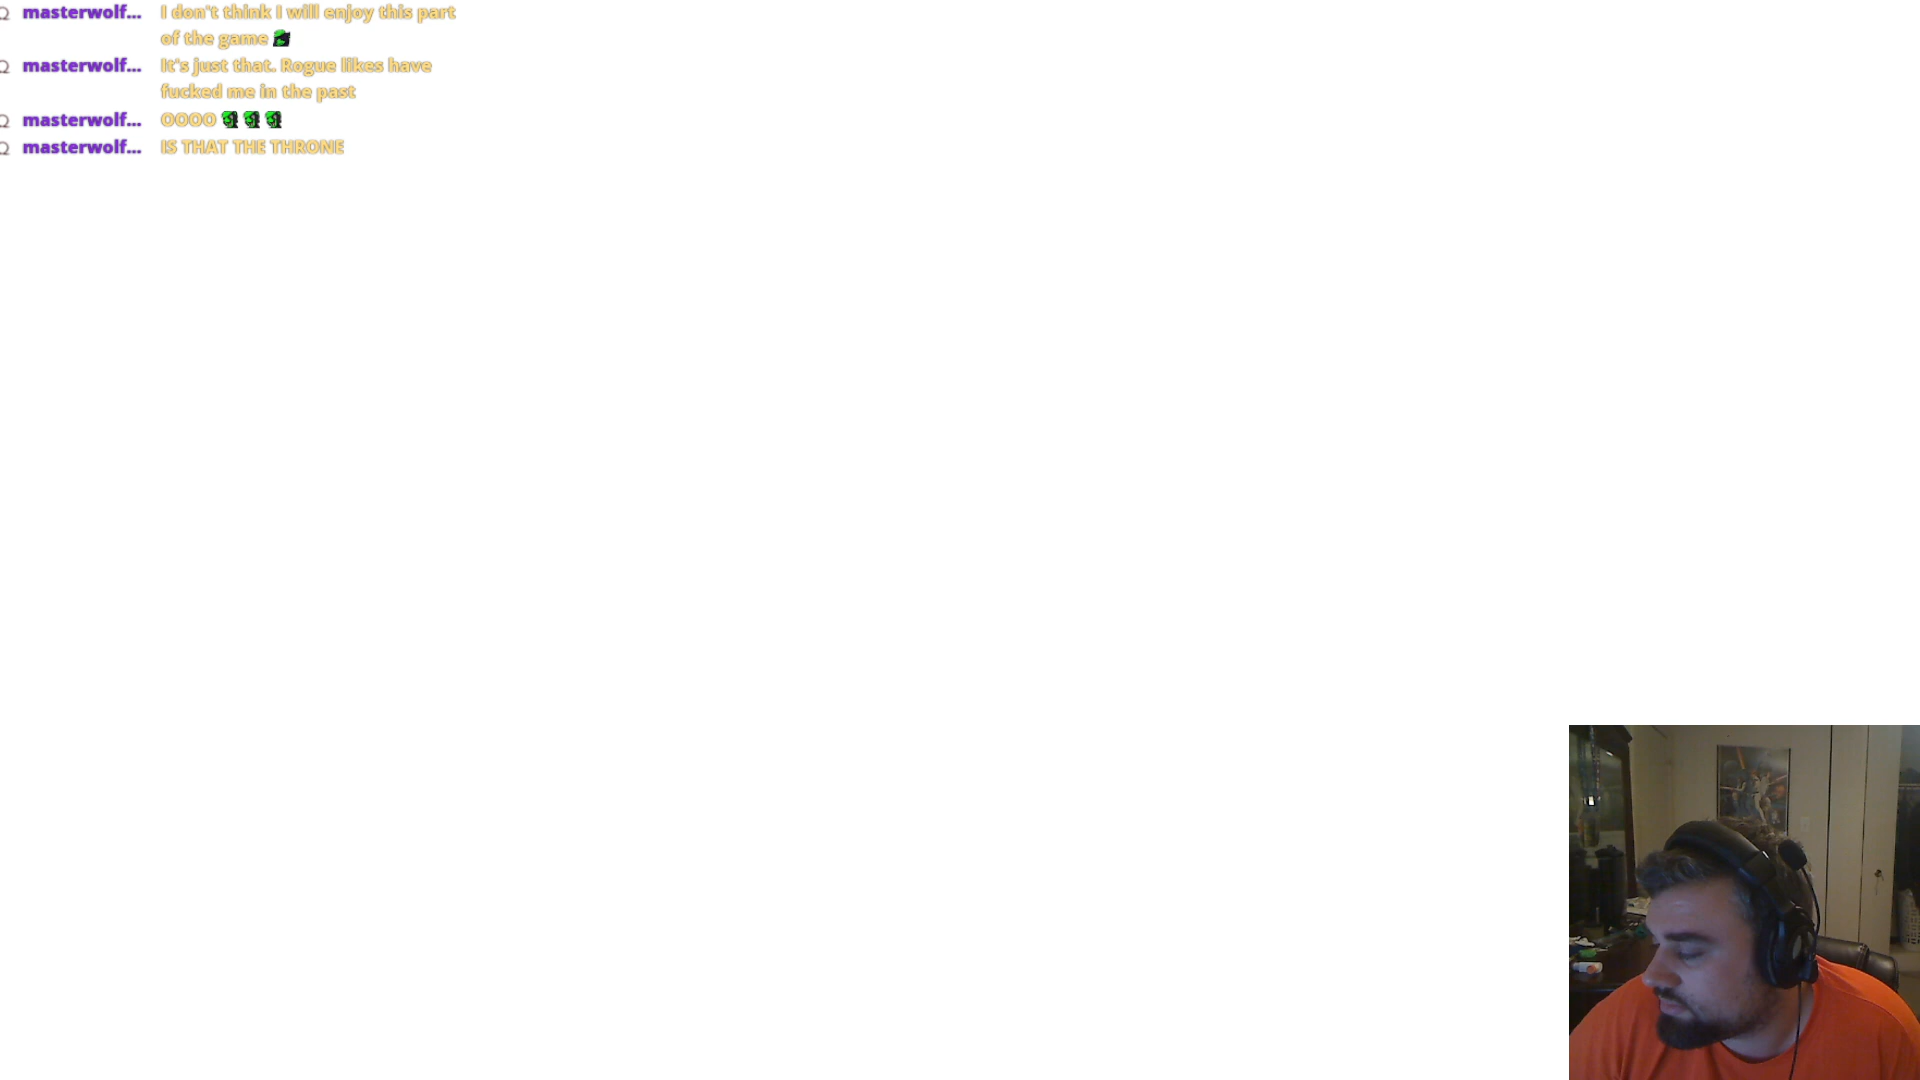 masterwolf... I don't think I will enjoy this part
of the game
masterwolf... It's just that. Rogue likes have
fucked me in the past
masterwolf... OOOO
masterwolf... IS THAT THE THRONE